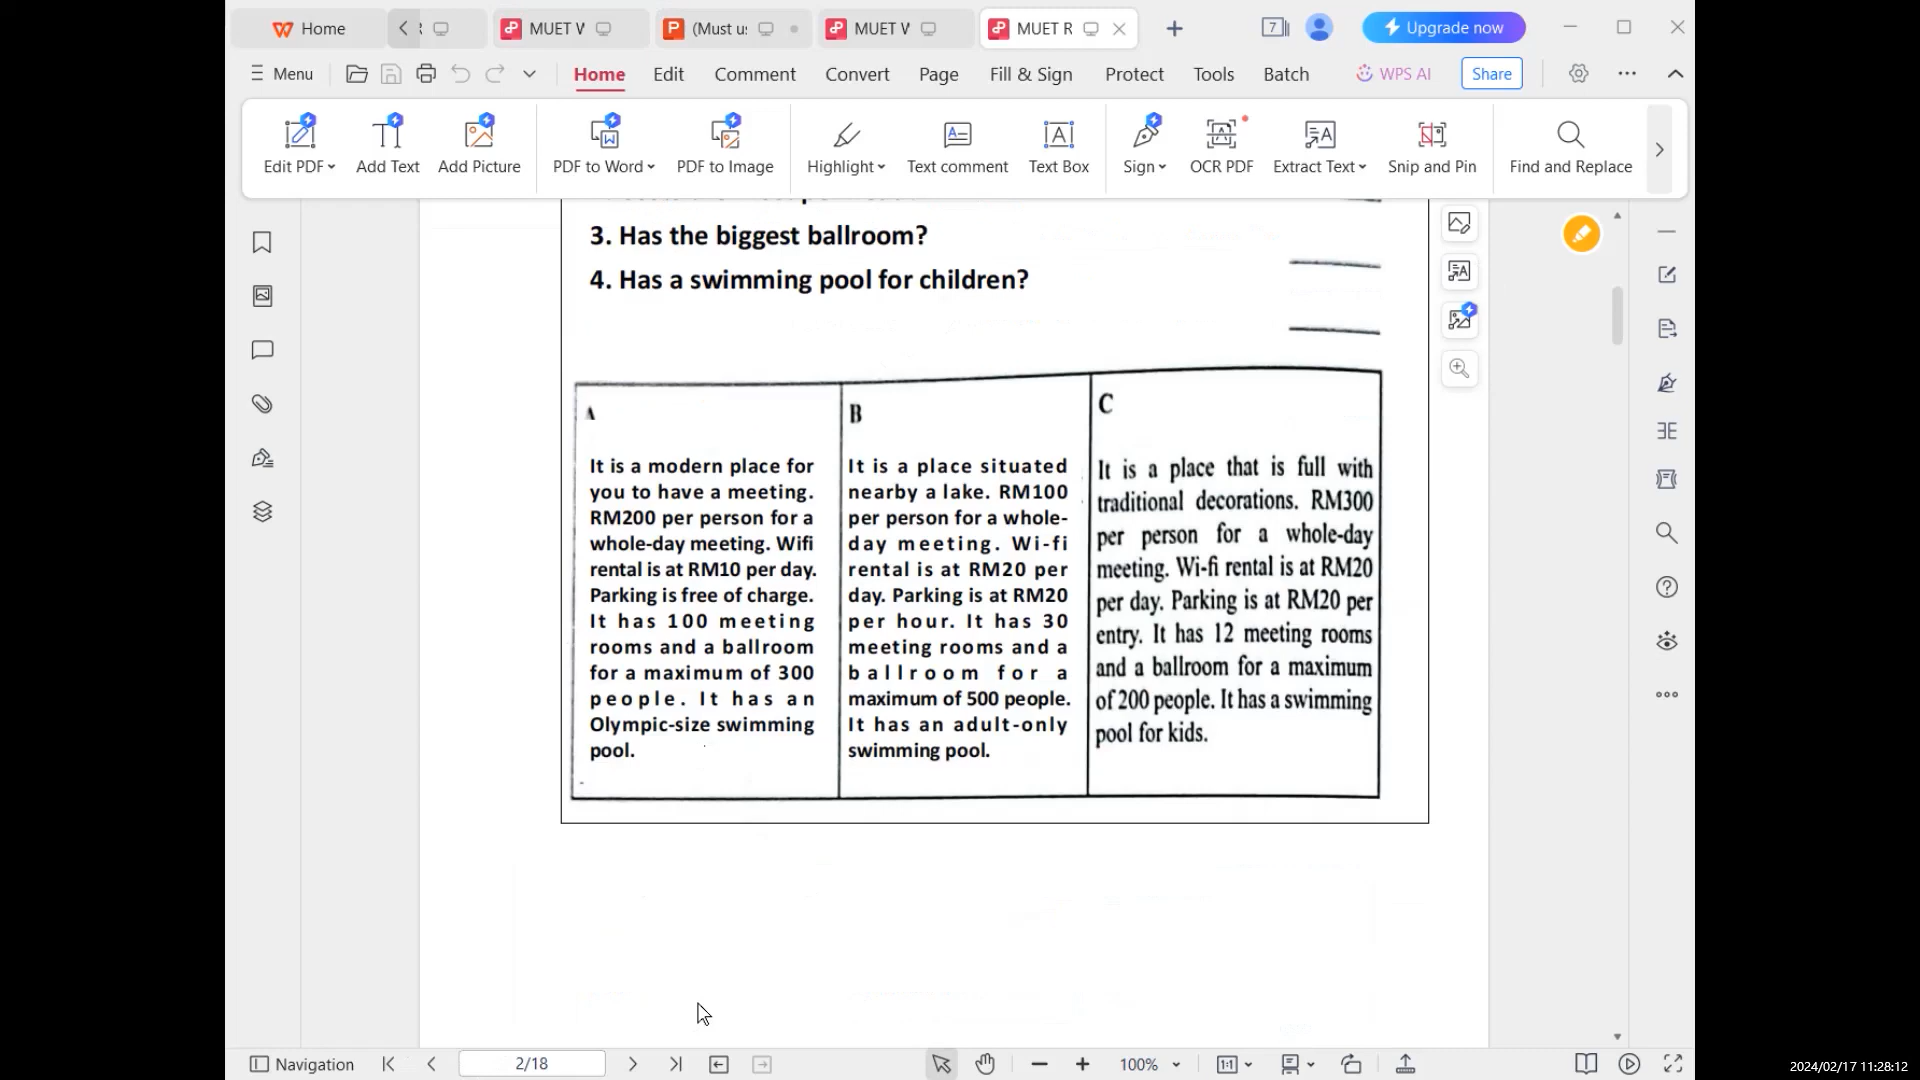 Home
MUET V
(Must u:
MUET V
MUET R
7
Upgrade now
Menu
Home
Edit
Comment
Convert
Page
Fill & Sign
Protect
Tools
Batch
WPS AI
Share
Edit PDF
Add Text
Add Picture
PDF to Word
PDF to Image
Highlight
Text comment
Text Box
Sign
OCR PDF
Extract Text
Snip and Pin
Find and Replace
3. Has the biggest ballroom?
4. Has a swimming pool for children?
A
It is a modern place for
you to have a meeting.
RM200 per person for a
whole-day meeting. Wifi
rental is at RM10 per day.
Parking is free of charge.
It has 100 meeting
rooms and a ballroom
for a maximum of 300
people. It has an
Olympic-size swimming
pool.
B
It is a place situated
nearby a lake. RM100
per person for a whole-
day meeting. Wi-fi
rental is at RM20 per
day. Parking is at RM20
per hour. It has 30
meeting rooms and a
ballroom for a
maximum of 500 people.
It has an adult-only
swimming pool.
C
It is a place that is full with
traditional decorations. RM300
per person for a whole-day
meeting. Wi-fi rental is at RM20
per day. Parking is at RM20 per
entry. It has 12 meeting rooms
and a ballroom for a maximum
of 200 people. It has a swimming
pool for kids.
Navigation
2/18
100%
2024/02/17 11:28:12